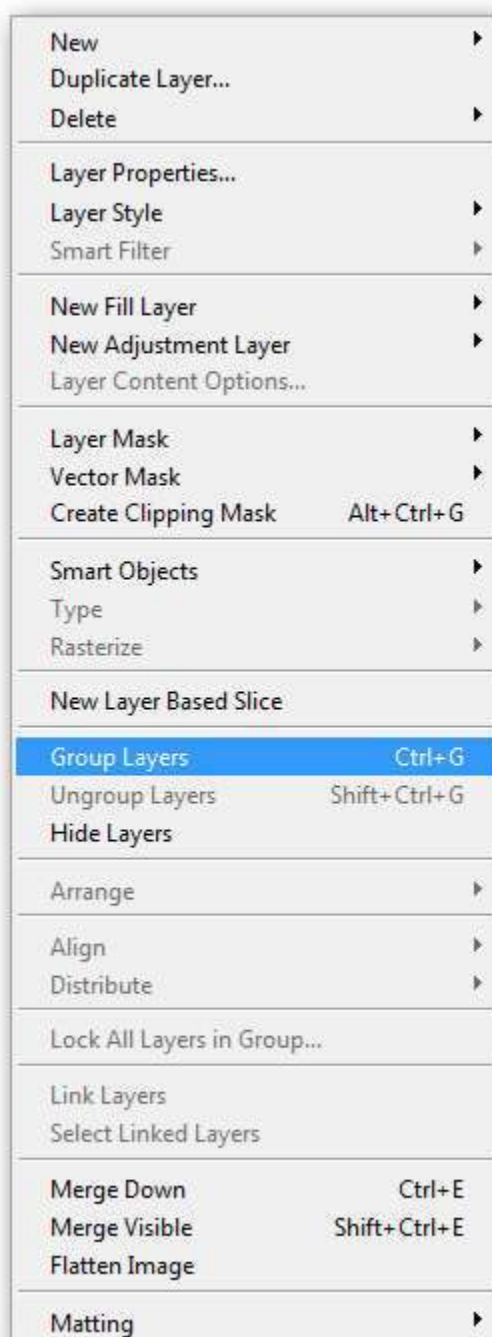 New
Duplicate Layer...
Delete
Layer Properties...
Layer Style
Smart Filter
New Fill Layer
New Adjustment Layer
Layer Content Options...
Layer Mask
Vector Mask
Create Clipping Mask Alt+Ctrl+G
Smart Objects
Type
Rasterize
New Layer Based Slice
Group Layers Ctrl+G
Ungroup Layers Shift+Ctrl+G
Hide Layers
Arrange
Align
Distribute
Lock All Layers in Group...
Link Layers
Select Linked Layers
Merge Down Ctrl+E
Merge Visible Shift+Ctrl+E
Flatten Image
Matting